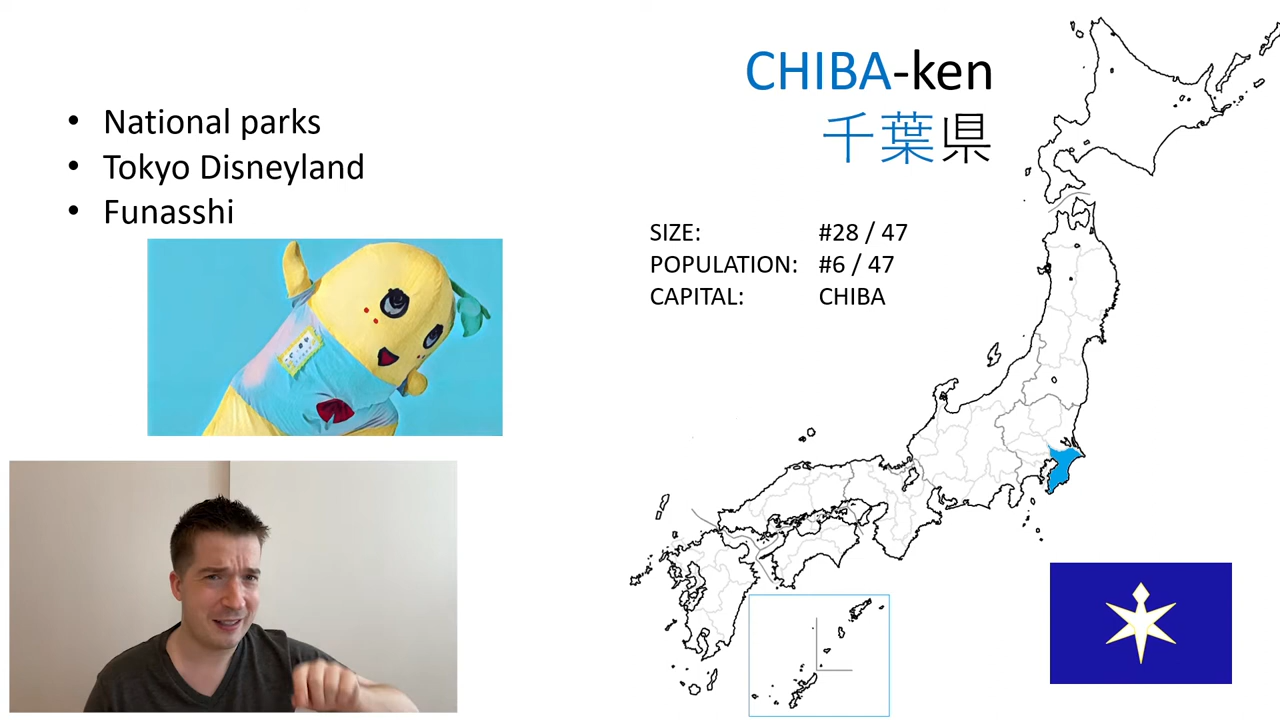 CHIBA-ken
千葉県
• National parks
• Tokyo Disneyland
• Funasshi
SIZE: #28 / 47
POPULATION: #6 / 47
CAPITAL: CHIBA